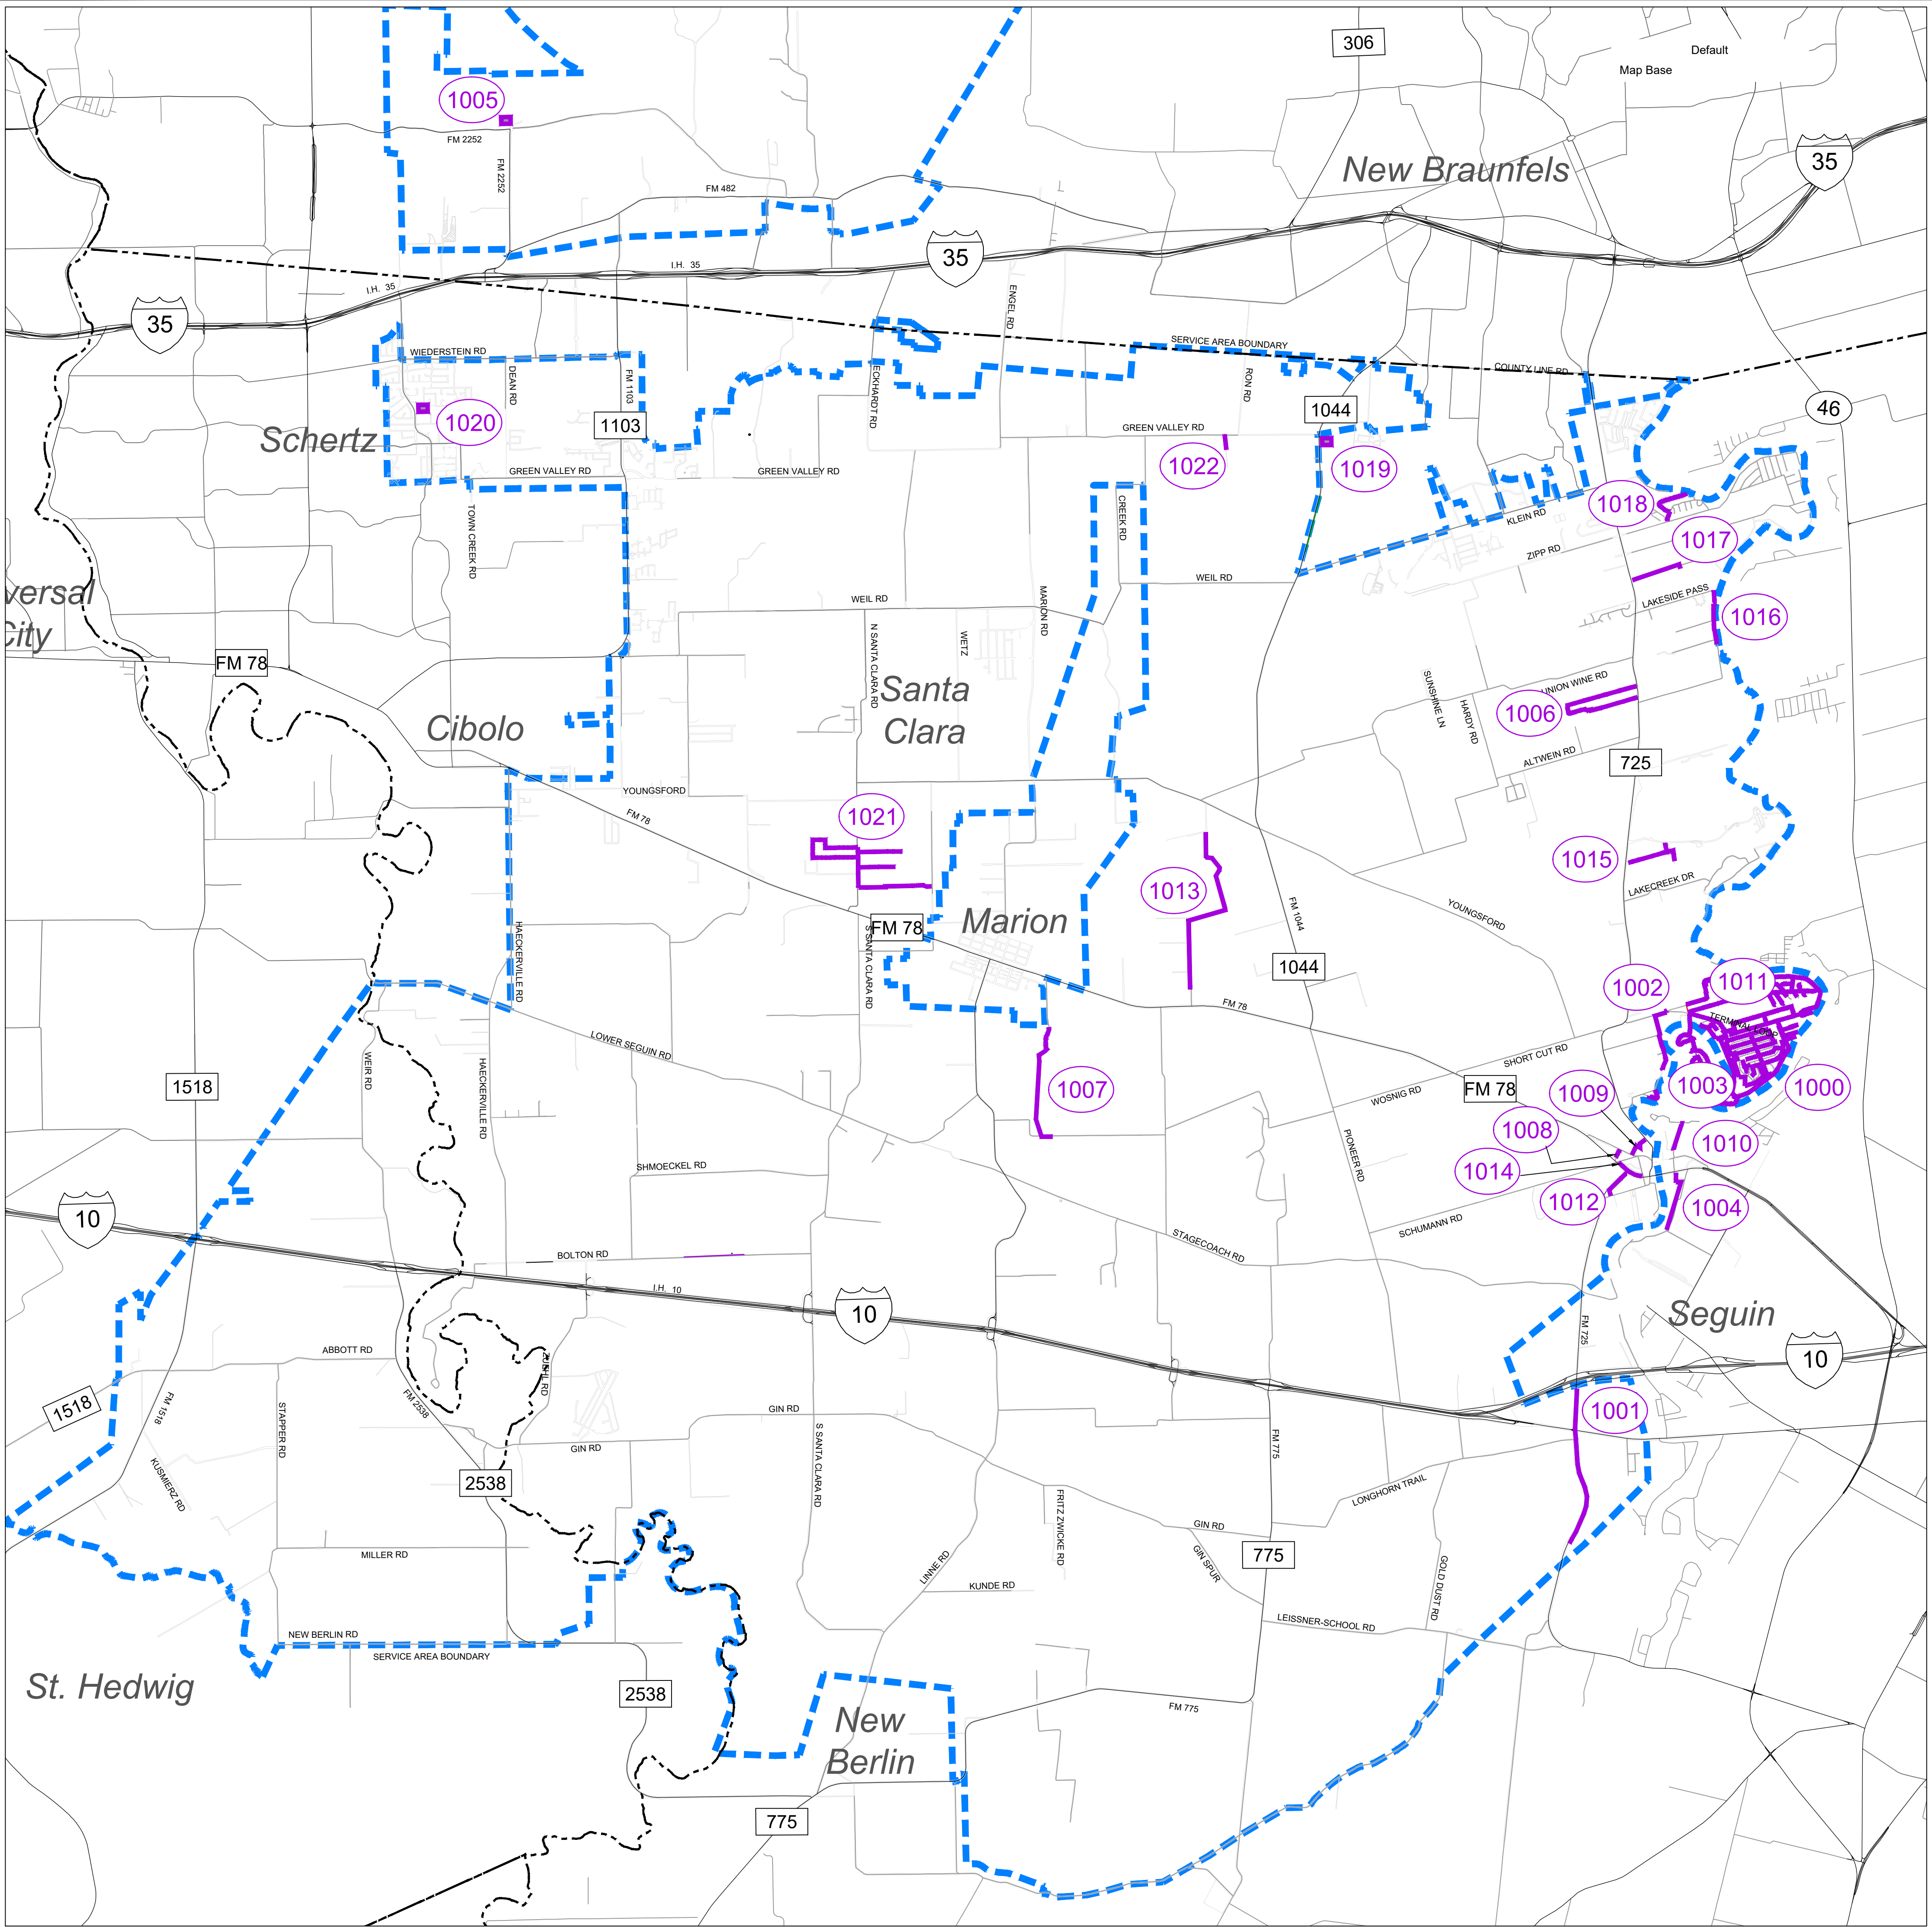 Default
Map Base
306
1005
FM 2252
FM 2252
New Braunfels
35
FM 482
35
I.H. 35
I.H. 35
35
ENGEL RD
SERVICE AREA BOUNDARY
WIEDERSTEIN RD
DEAN RD
FM 1103
ECKHARDT RD
RON RD
COUNTY LINE RD
1020
1103
1044
46
Schertz
GREEN VALLEY RD
1022
1019
GREEN VALLEY RD
GREEN VALLEY RD
TOWN CREEK RD
CREEK RD
KLEIN RD
1018
1017
ZIPP RD
WEIL RD
LAKESIDE PASS
versal
City
WEIL RD
MARION RD
1016
N SANTA CLARA RD
WETZ
FM 78
Santa
Clara
SUNSHINE LN
HARDY RD
UNION WINE RD
1006
Cibolo
ALTWEIN RD
725
YOUNGSFORD
FM 78
1021
1015
LAKECREEK DR
1013
FM 1044
YOUNGSFORD
FM 78
Marion
HAECKERVILLE RD
S SANTA CLARA RD
1044
1002
1011
FM 78
TERMINAL LOOP
LOWER SEGUIN RD
SHORT CUT RD
WEIR RD
HAECKERVILLE RD
1518
1007
WOSNIG RD
FM 78
1009
1003
1000
1008
1010
PIONEER RD
SHMOECKEL RD
1014
1012
1004
10
SCHUMANN RD
STAGECOACH RD
BOLTON RD
I.H. 10
10
Seguin
FM 725
ABBOTT RD
ZUEHL RD
10
1518
FM 1518
FM 2538
GIN RD
1001
STAPPER RD
GIN RD
S SANTA CLARA RD
FM 775
KUSMIERZ RD
2538
LONGHORN TRAIL
FRITZ ZWICKE RD
GIN RD
MILLER RD
LINNE RD
KUNDE RD
GIN SPUR
775
GOLD DUST RD
LEISSNER-SCHOOL RD
NEW BERLIN RD
SERVICE AREA BOUNDARY
St. Hedwig
2538
FM 775
New
Berlin
775